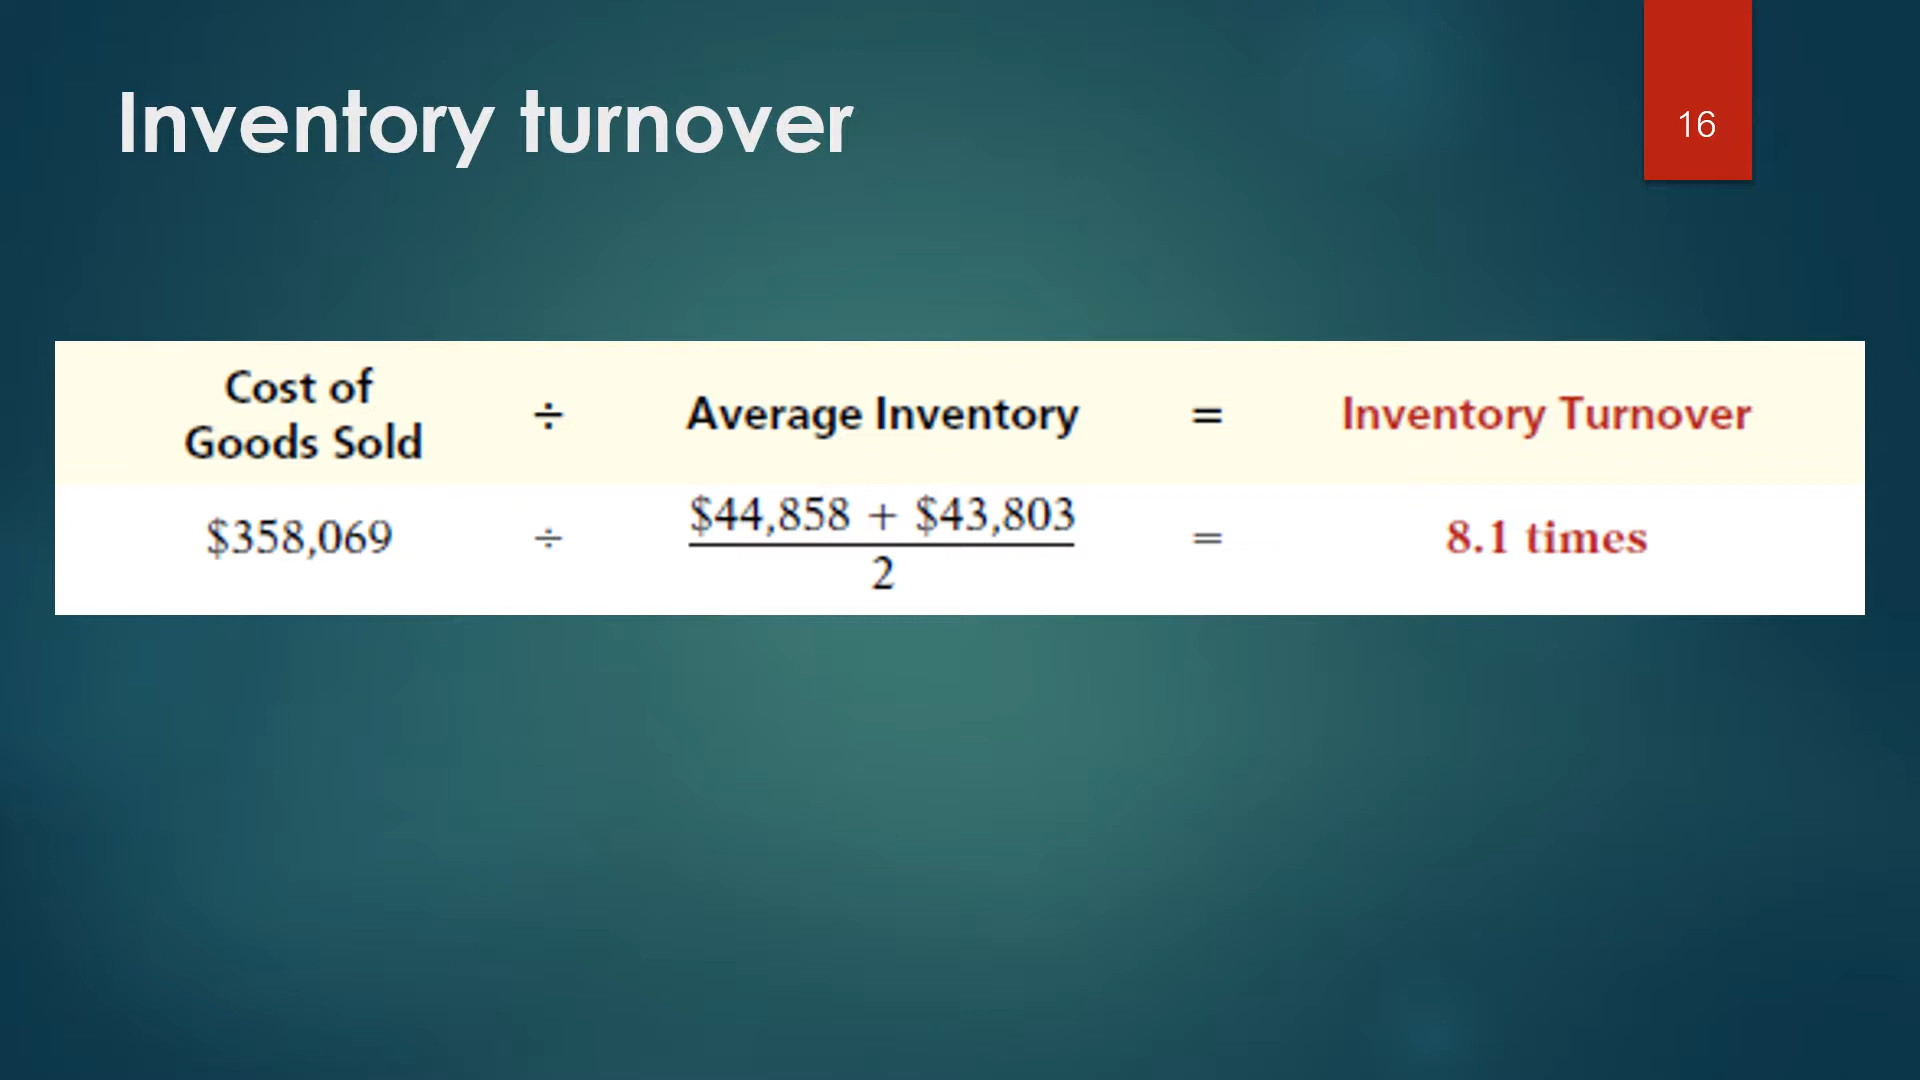 Inventory turnover
16
Cost of
Goods Sold ÷ Average Inventory = Inventory Turnover
$358,069 ÷ $44,858 + $43,803 = 8.1 times
2